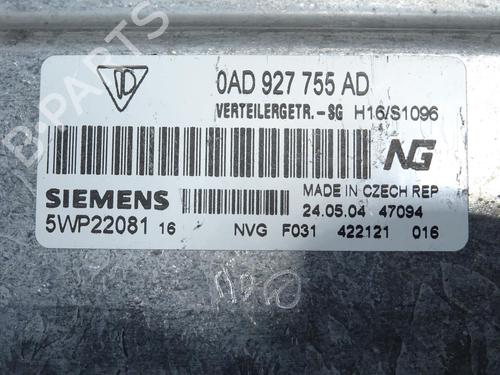 0AD 927 755 AD
VERTEILERGETR.-SG H16/S1096
NG
SIEMENS
MADE IN CZECH REP
24.05.04 47094
5WP22081 16
NVG F031 422121 016
B-PARTS